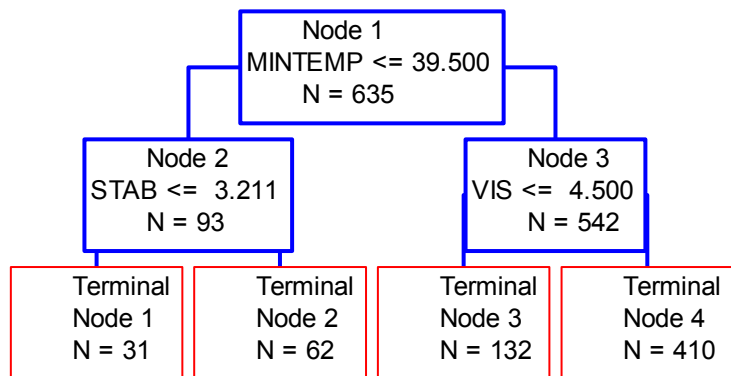 Node 1
MINTEMP <= 39.500
N = 635
Node 2
STAB <= 3.211
N = 93
Node 3
VIS <= 4.500
N = 542
Terminal
Node 1
N = 31
Terminal
Node 2
N = 62
Terminal
Node 3
N = 132
Terminal
Node 4
N = 410